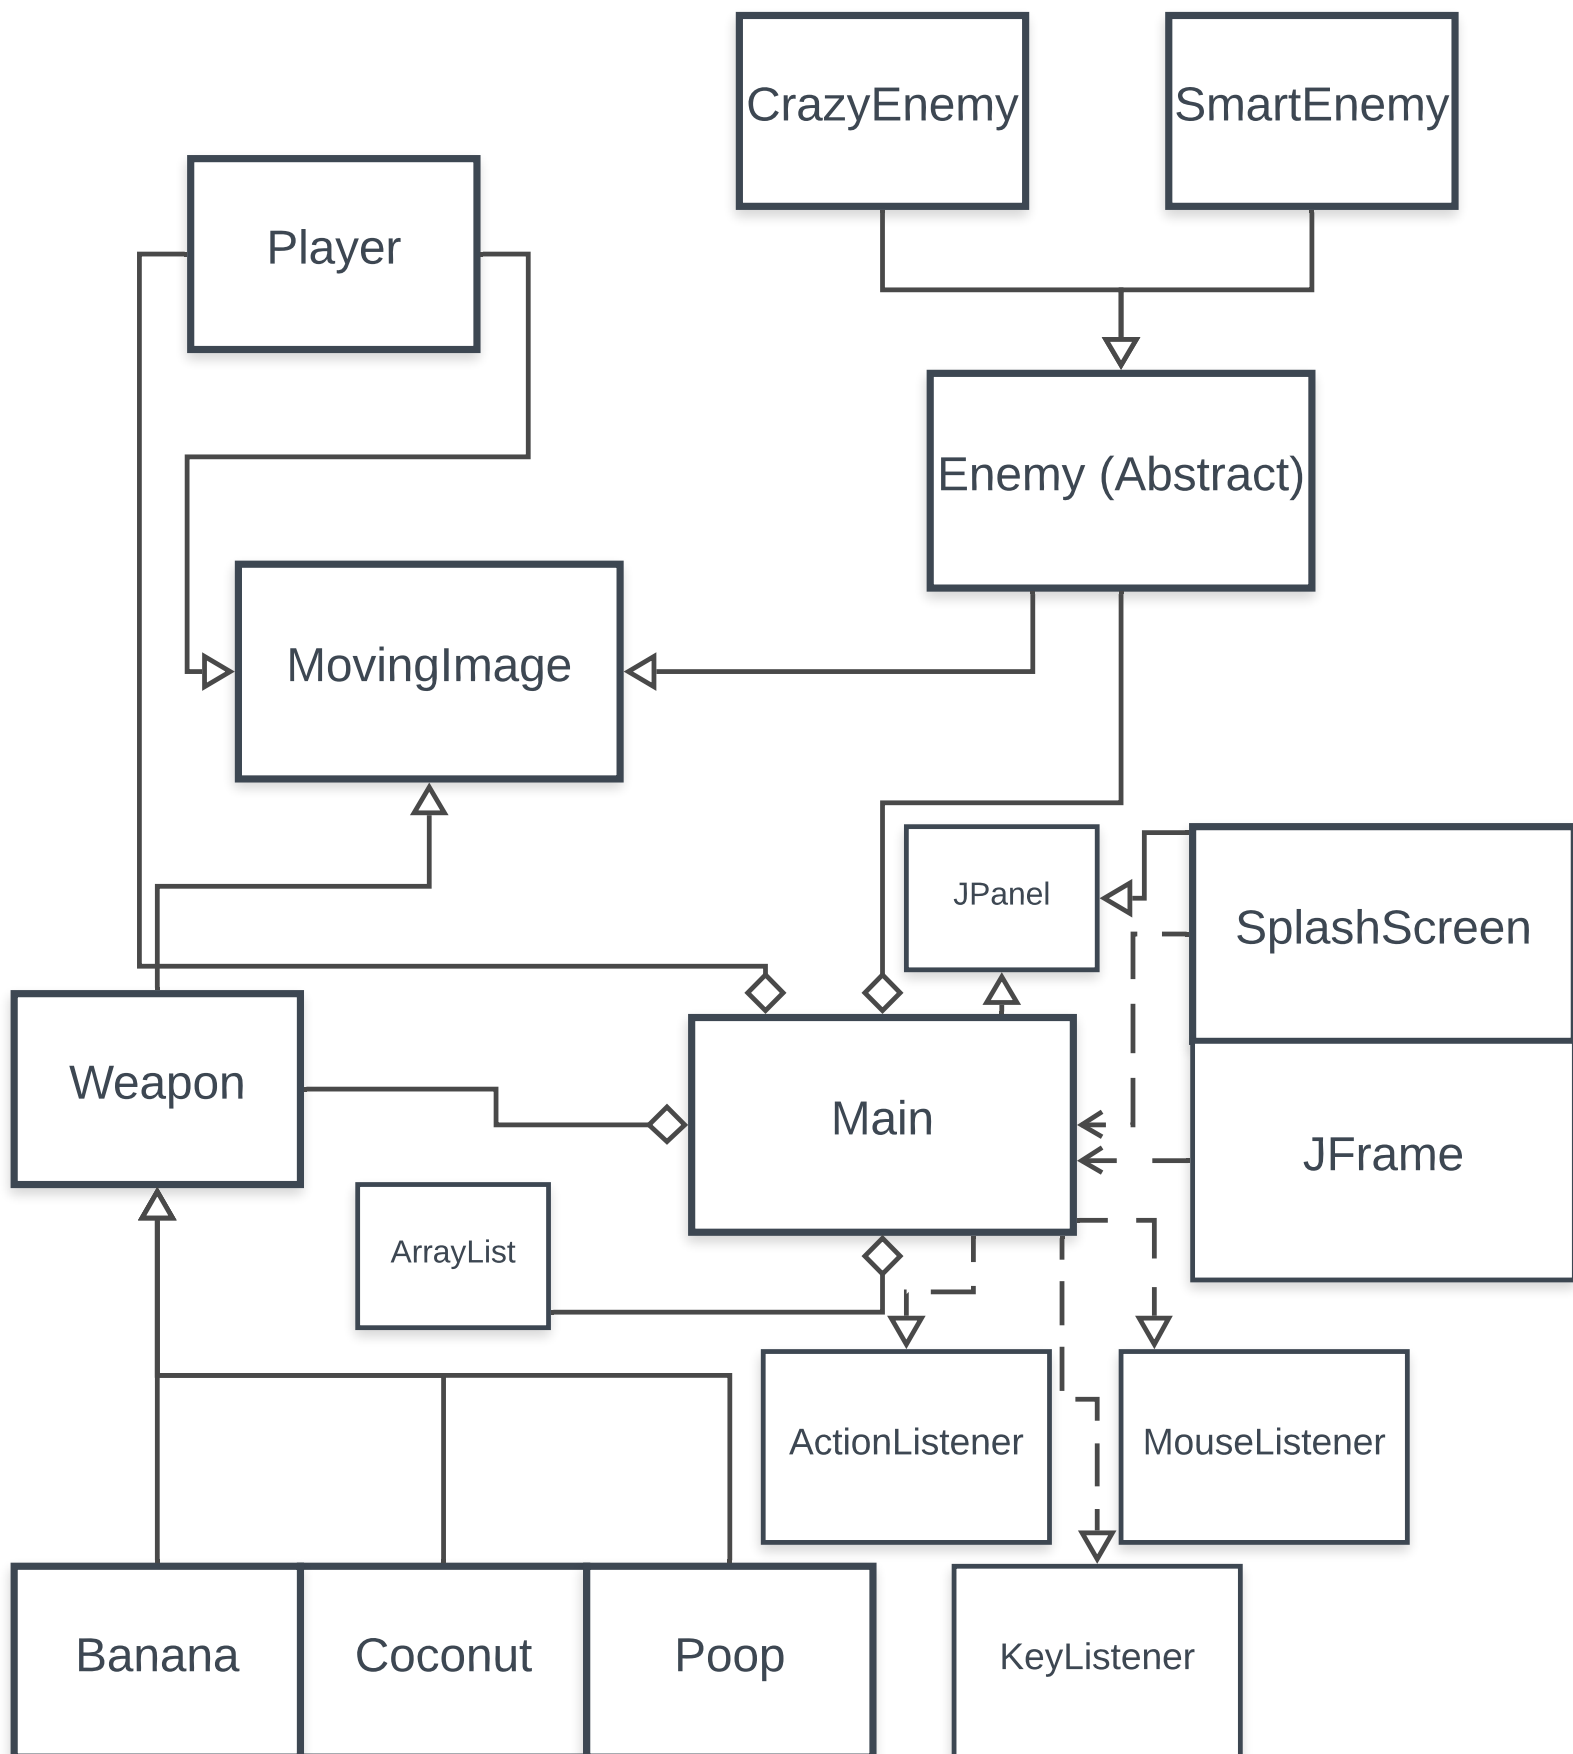 CrazyEnemy
SmartEnemy
Player
Enemy (Abstract)
MovingImage
JPanel
SplashScreen
Weapon
Main
JFrame
ArrayList
ActionListener
MouseListener
Banana
Coconut
Poop
KeyListener